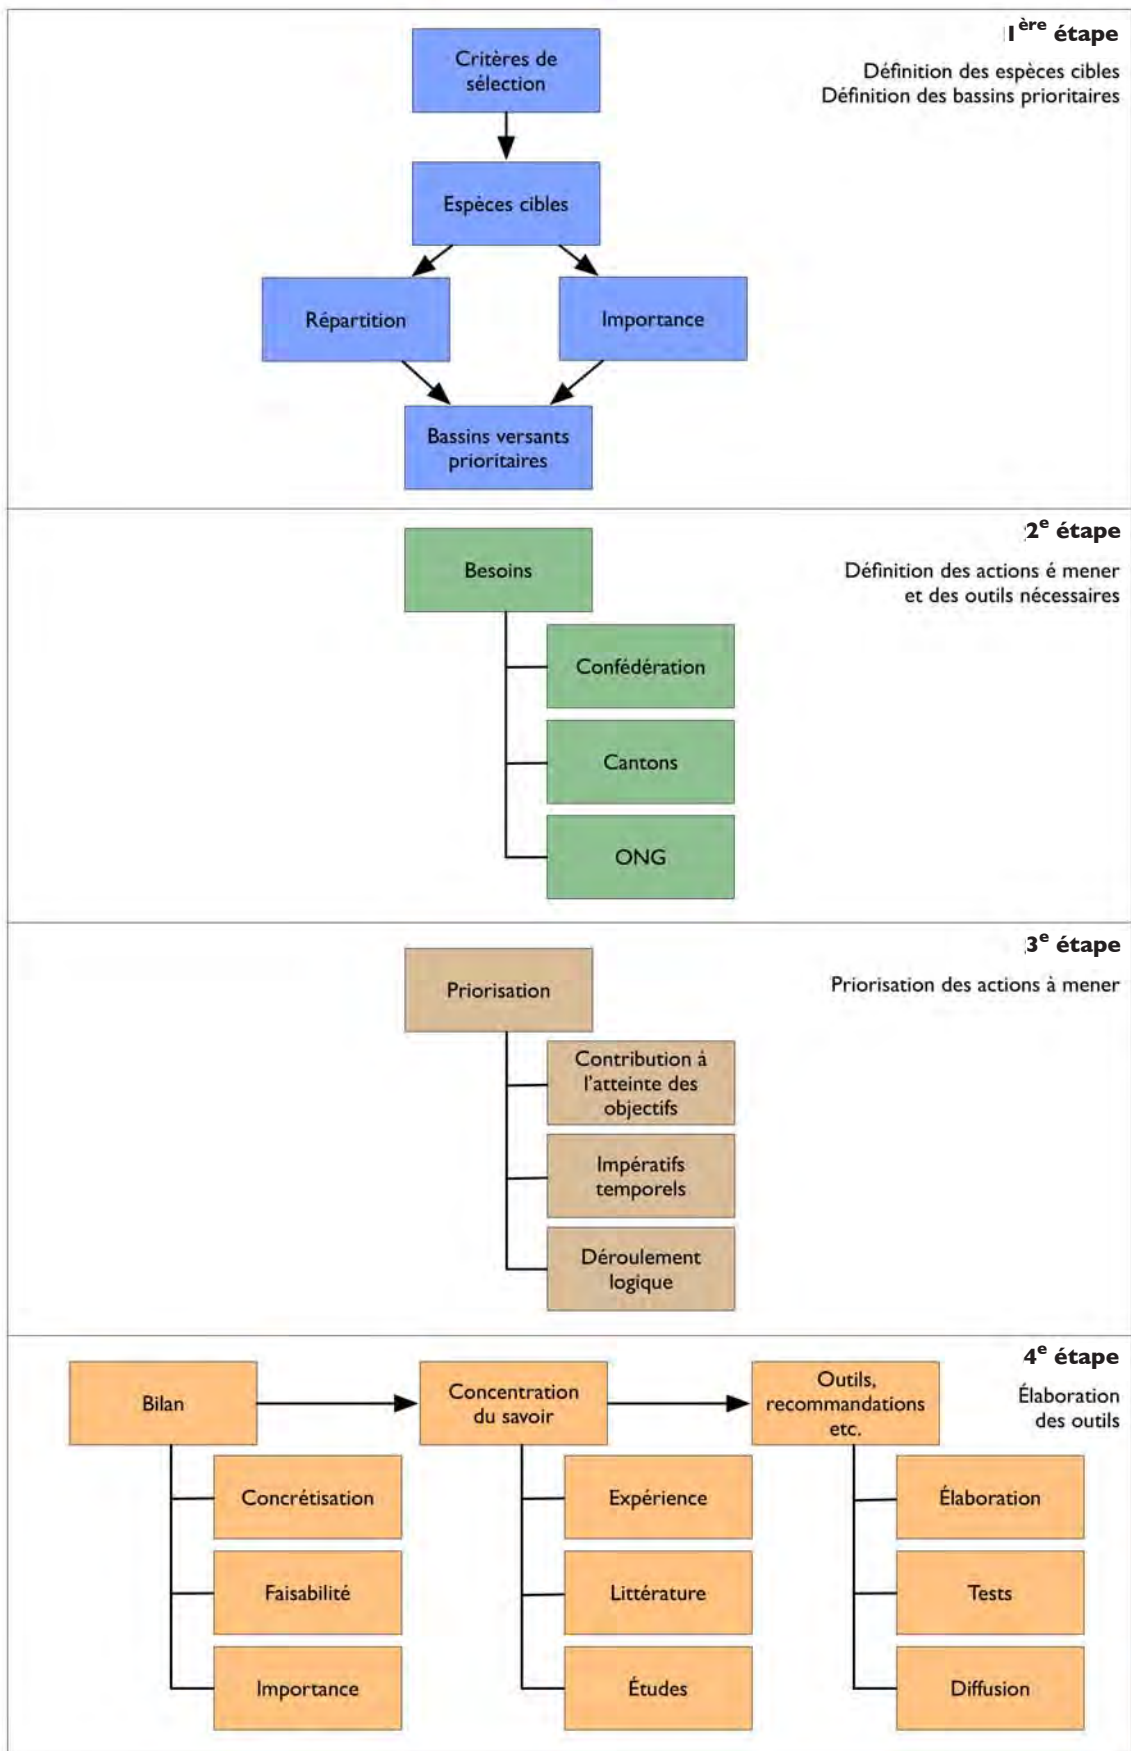 1ère étape
Définition des espèces cibles
Définition des bassins prioritaires
Critères de
sélection
Espèces cibles
Répartition
Importance
Bassins versants
prioritaires
2e étape
Définition des actions é mener
et des outils nécessaires
Besoins
Confédération
Cantons
ONG
3e étape
Priorisation des actions à mener
Priorisation
Contribution à
l'atteinte des
objectifs
Impératifs
temporels
Déroulement
logique
4e étape
Élaboration
des outils
Bilan
Concentration
du savoir
Outils,
recommandations
etc.
Concrétisation
Expérience
Élaboration
Faisabilité
Littérature
Tests
Importance
Études
Diffusion